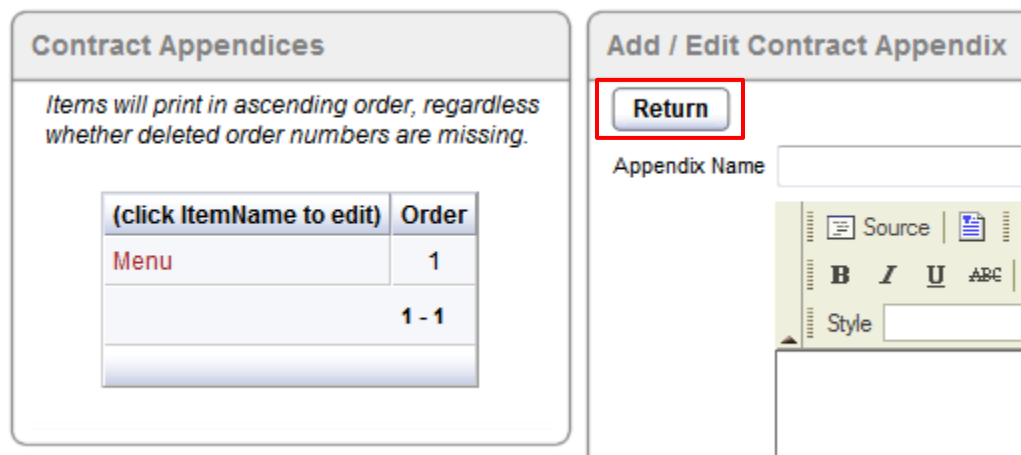 Contract Appendices
Items will print in ascending order, regardless
whether deleted order numbers are missing.
(click ItemName to edit) Order
Menu 1
1 - 1
Add / Edit Contract Appendix
Return
Appendix Name
Source
B I U ABC
Style